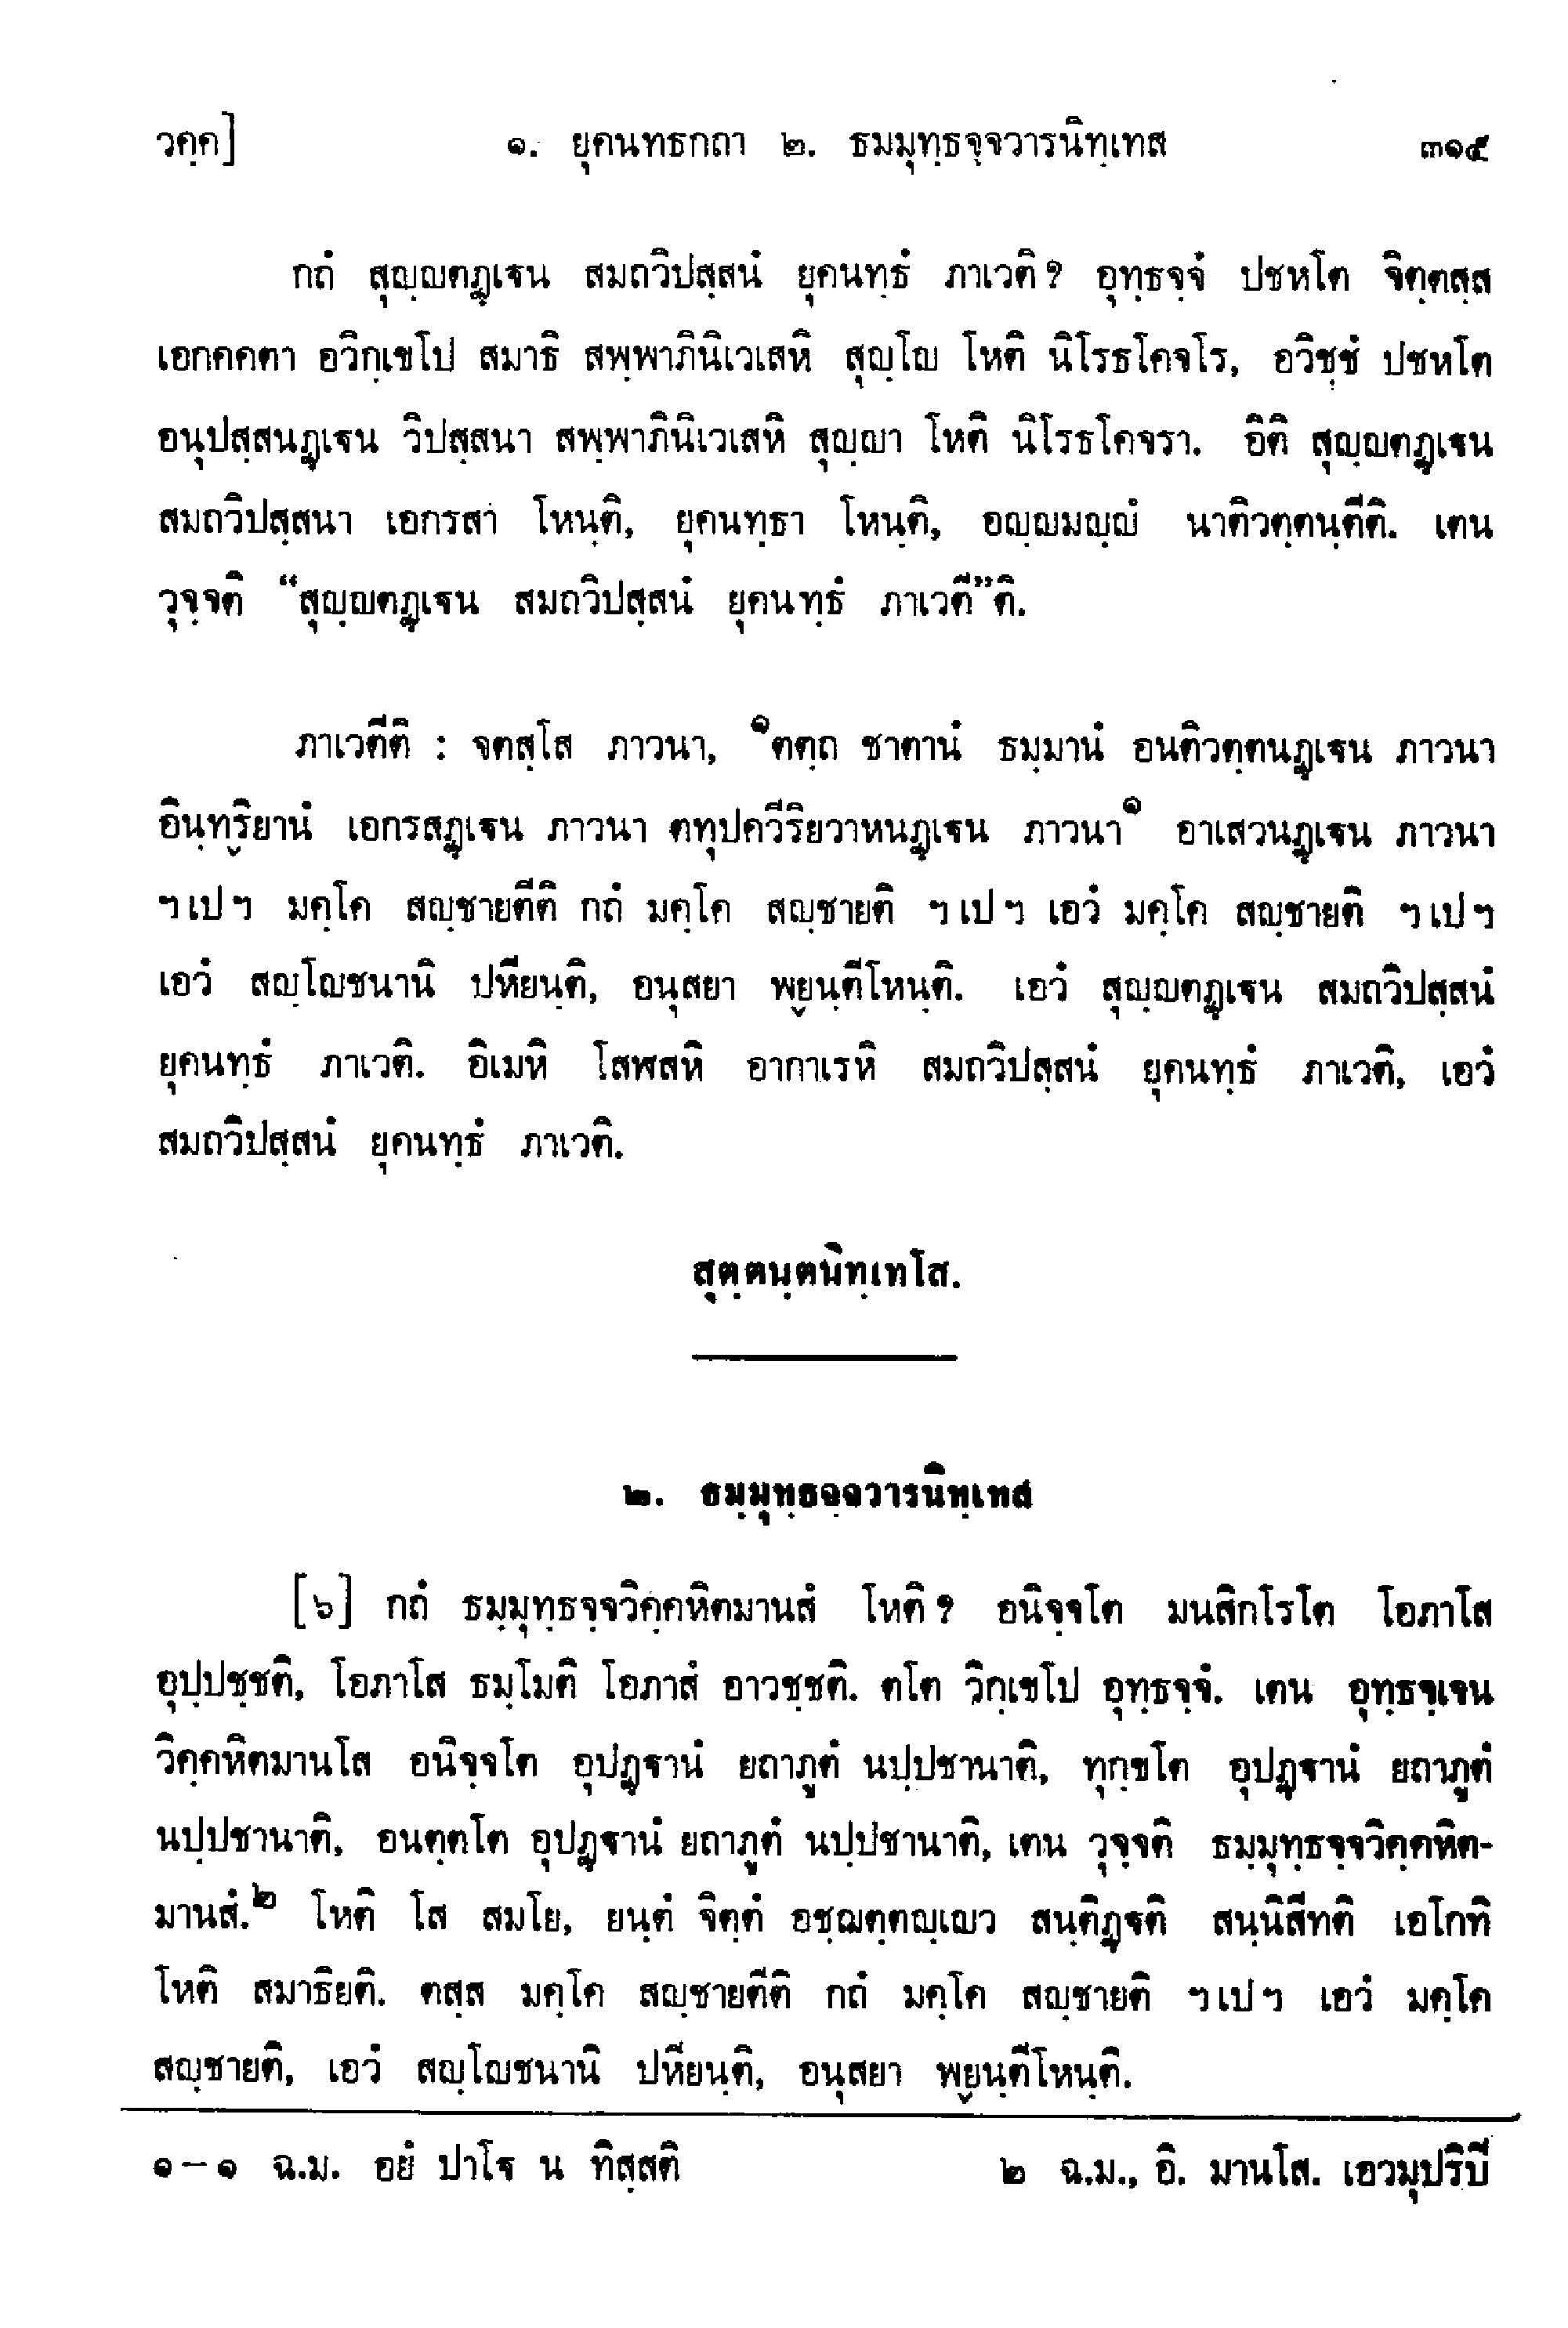 วคฺค] ๑. ยุคนทธกถา ๒. ธมมุทฺธจฺจวารนิทฺเทส ๓๑๕
กถํ สุญฺญตฏฺเฐน สมถวิปสฺสนํ ยุคนทฺธํ ภาเวติ? อุทฺธจฺจํ ปชหโต จิตฺตสฺส
เอกคคตา อวิกฺเขโป สมาธิ สพฺพาภินิเวเสหิ สุญฺโญ โหติ นิโรธโคจโร, อวิชฺชํ ปชหโต
อนุปสฺสนฏฺเฐน วิปสฺสนา สพฺพาภินิเวเสหิ สุญฺญา โหติ นิโรธโคจรา. อิติ สุญฺญตฏฺเฐน
สมถวิปสฺสนา เอกรสา โหนฺติ, ยุคนทฺธา โหนฺติ, อญฺญมญฺญํ นาติวตฺตนฺตีติ. เตน
วุจฺจติ “สุญฺญตฏฺเฐน สมถวิปสฺสนํ ยุคนทฺธํ ภาเวตี”ติ.
ภาเวตีติ : จตสฺโส ภาวนา, ๑ตตฺถ ชาตานํ ธมฺมานํ อนติวตฺตนฏฺเฐน ภาวนา
อินฺทฺริยานํ เอกรสฏฺเฐน ภาวนา ตทุปควีริยวาหนฏฺเฐน ภาวนา๑ อาเสวนฏฺเฐน ภาวนา
ฯ เป ฯ มคฺโค สญฺชายตีติ กถํ มคฺโค สญฺชายติ ฯ เป ฯ เอวํ มคฺโค สญฺชายติ ฯ เป ฯ
เอวํ สญฺโญชนานิ ปหียนฺติ, อนุสยา พฺยนฺตีโหนฺติ. เอวํ สุญฺญตฏฺเฐน สมถวิปสฺสนํ
ยุคนทฺธํ ภาเวติ. อิเมหิ โสฬสหิ อากาเรหิ สมถวิปสฺสนํ ยุคนทฺธํ ภาเวติ, เอวํ
สมถวิปสฺสนํ ยุคนทฺธํ ภาเวติ.
สุตฺตนฺตนิทฺเทโส.
๒. ธมฺมุทฺธจฺจวารนิทฺเทส
[๖] กถํ ธมฺมุทฺธจฺจวิคฺคหิตมานสํ โหติ? อนิจฺจโต มนสิกโรโต โอภาโส
อุปฺปชฺชติ, โอภาโส ธมฺโมติ โอภาสํ อาวชฺชติ. ตโต วิกฺเขโป อุทฺธจฺจํ. เตน อุทฺธจฺเจน
วิคฺคหิตมานโส อนิจฺจโต อุปฏฺฐานํ ยถาภูตํ นปฺปชานาติ, ทุกฺขโต อุปฏฺฐานํ ยถาภูตํ
นปฺปชานาติ, อนตฺตโต อุปฏฺฐานํ ยถาภูตํ นปฺปชานาติ, เตน วุจฺจติ ธมฺมุทฺธจฺจวิคฺคหิต-
มานสํ.๒ โหติ โส สมโย, ยนฺตํ จิตฺตํ อชฺฌตฺตญฺเญว สนฺติฏฺฐติ สนฺนิสีทติ เอโกทิ
โหติ สมาธิยติ. ตสฺส มคฺโค สญฺชายตีติ กถํ มคฺโค สญฺชายติ ฯ เป ฯ เอวํ มคฺโค
สญฺชายติ, เอวํ สญฺโญชนานิ ปหียนฺติ, อนุสยา พฺยนฺตีโหนฺติ.
๑-๑ ฉ.ม. อยํ ปาโฐ น ทิสฺสติ ๒ ฉ.ม., อิ. มานโส. เอวมุปริปิ